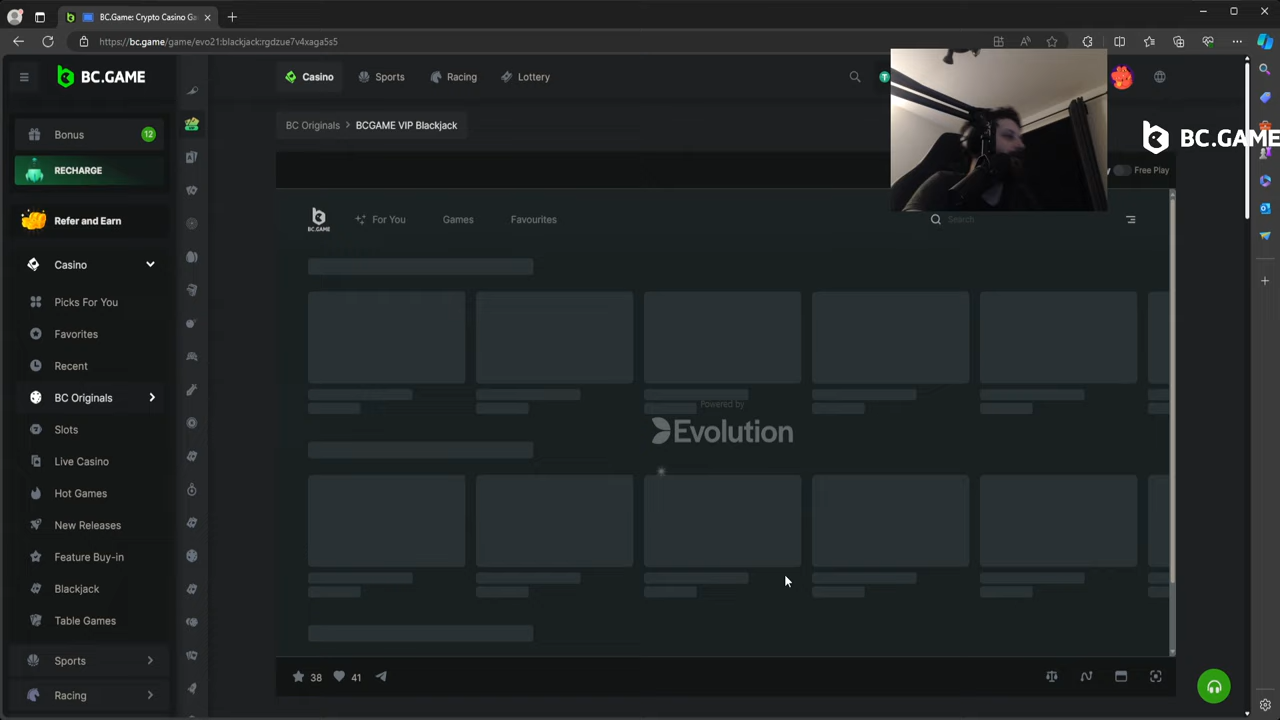 BC.Game: Crypto Casino Ga
https://bc.game/game/evo21:blackjack:rgdzue7v4xaga5s5
BC.GAME
Casino
Sports
Racing
Lottery
Bonus
12
RECHARGE
Refer and Earn
Casino
Picks For You
Favorites
Recent
BC Originals
Slots
Live Casino
Hot Games
New Releases
Feature Buy-in
Blackjack
Table Games
Sports
Racing
BC Originals > BCGAME VIP Blackjack
Free Play
BC.GAME
BC.GAME
For You
Games
Favourites
Search
Powered by
Evolution
38
41